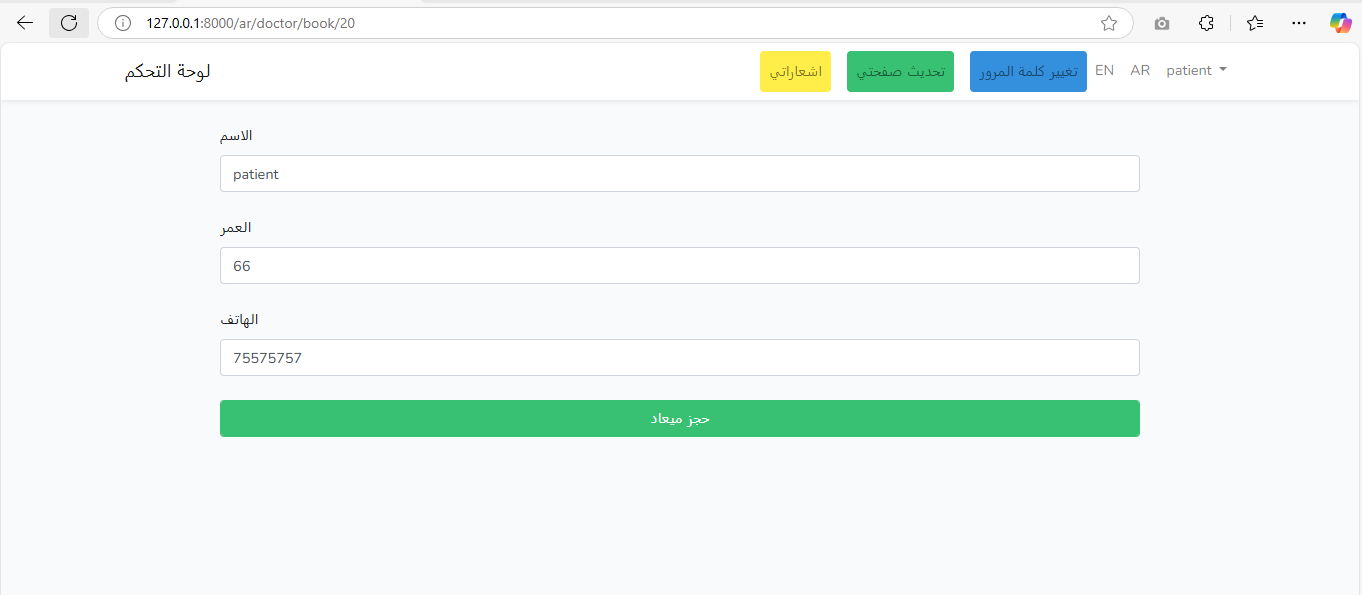 127.0.0.1:8000/ar/doctor/book/20
لوحة التحكم اشعاراتي تحديث صفحتي تغيير كلمة المرور EN AR patient
الاسم
patient
العمر
66
الهاتف
75575757
حجز ميعاد